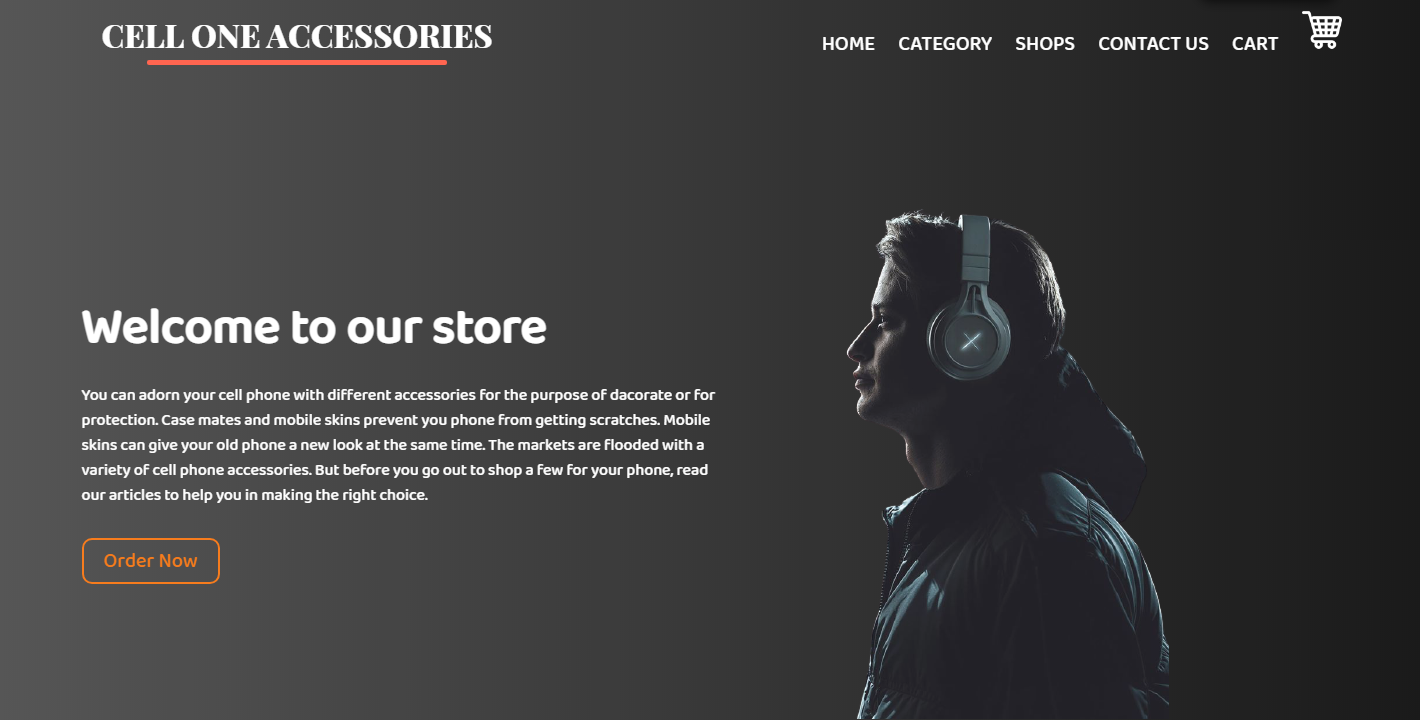 CELL ONE ACCESSORIES
HOME CATEGORY SHOPS CONTACT US CART
Welcome to our store
You can adorn your cell phone with different accessories for the purpose of dacorate or for
protection. Case mates and mobile skins prevent you phone from getting scratches. Mobile
skins can give your old phone a new look at the same time. The markets are flooded with a
variety of cell phone accessories. But before you go out to shop a few for your phone, read
our articles to help you in making the right choice.
Order Now